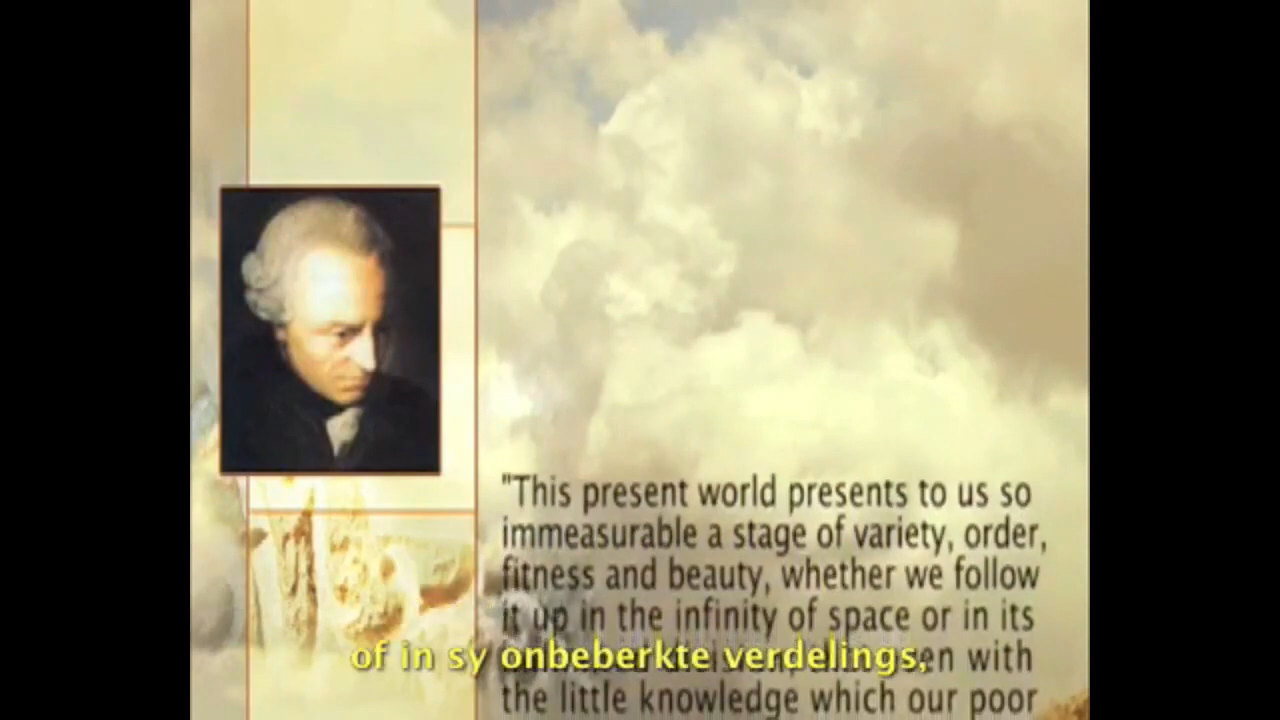 "This present world presents to us so
immeasurable a stage of variety, order,
fitness and beauty, whether we follow
it up in the infinity of space or in its
of in sy onbeberkte verdelings,
with
the little knowledge which our poor